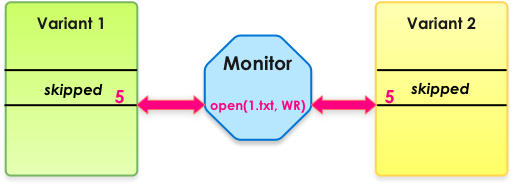 Variant 1
skipped
5
Monitor
open(1.txt, WR)
Variant 2
skipped
5